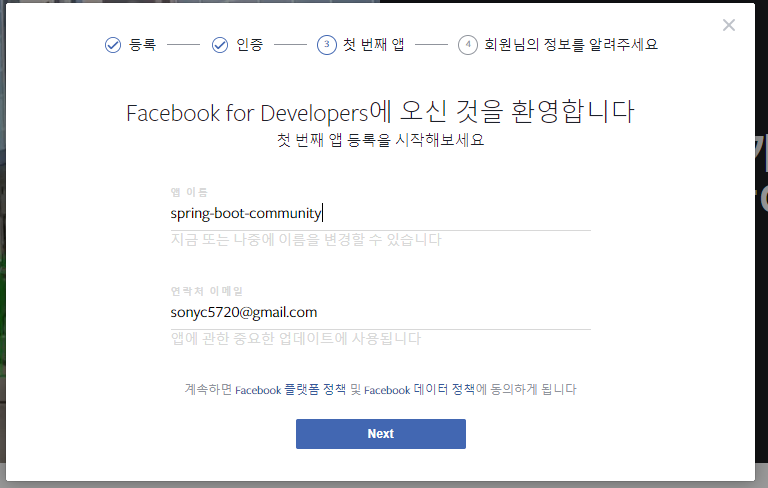 등록 인증 3 첫 번째 앱 4 회원님의 정보를 알려주세요
Facebook for Developers에 오신 것을 환영합니다
첫 번째 앱 등록을 시작해보세요
앱 이름
spring-boot-community
지금 또는 나중에 이름을 변경할 수 있습니다
연락처 이메일
sonyc5720@gmail.com
앱에 관한 중요한 업데이트에 사용됩니다
계속하면 Facebook 플랫폼 정책 및 Facebook 데이터 정책에 동의하게 됩니다
Next